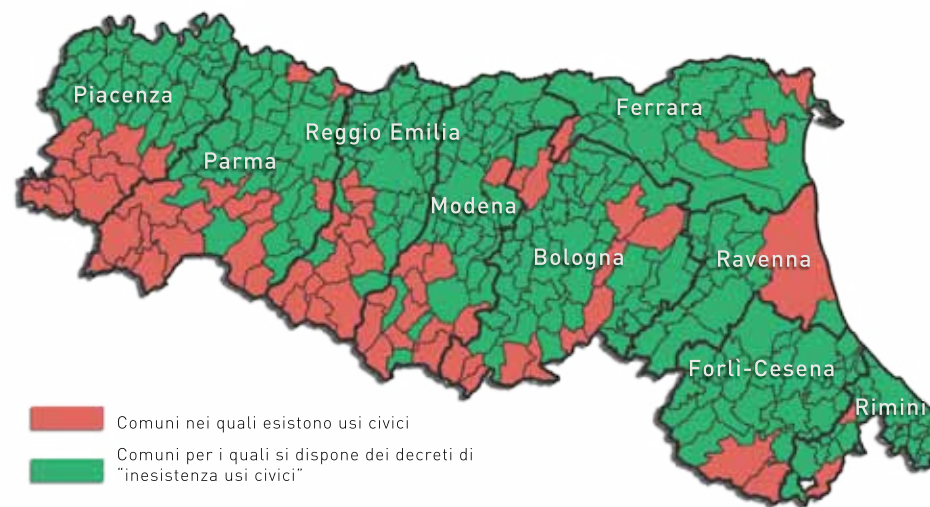 Piacenza
Ferrara
Reggio Emilia
Parma
Modena
Bologna
Ravenna
Forlì-Cesena
Rimini
Comuni nei quali esistono usi civici
Comuni per i quali si dispone dei decreti di
"inesistenza usi civici"